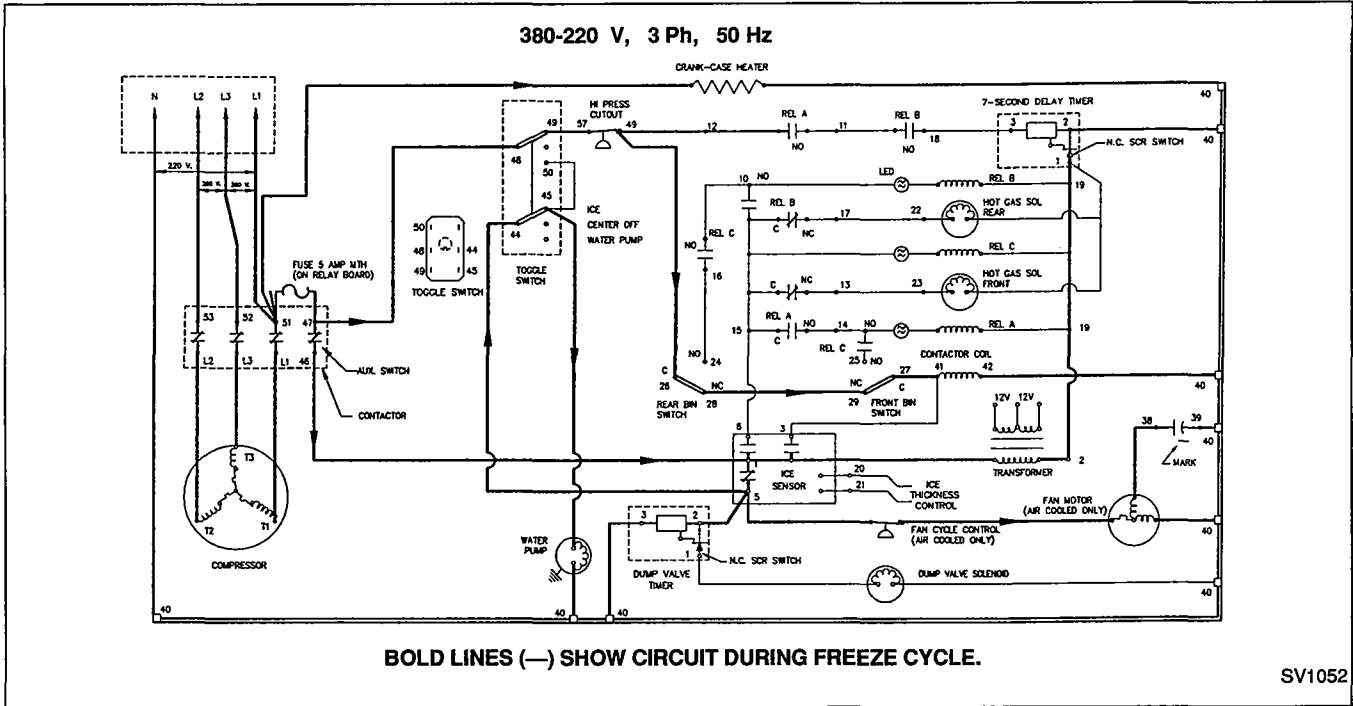 380-220 V, 3 Ph, 50 Hz
CRANK-CASE HEATER
40
N L2 L3 L1
220 V.
380 V. 380 V.
FUSE 5 AMP MTH
(ON RELAY BOARD)
53 52 51 47
L2 L3 L1 46
AUX. SWITCH
CONTACTOR
T3
T2 T1
COMPRESSOR
50
48 44
49 45
TOGGLE SWITCH
49
48
50
45
44
ICE
CENTER OFF
WATER PUMP
TOGGLE
SWITCH
57
HI PRESS
CUTOUT
49
12
REL A
NO
11
REL B
NO
18
7-SECOND DELAY TIMER
3 2
1
N.C. SCR SWITCH
40
10 NO
LED
REL B
19
REL B
C NC
17
22
HOT GAS SOL
REAR
REL C
NO
16
REL C
C NC
13
23
HOT GAS SOL
FRONT
15
REL A
C NO
14 NO
REL A
19
REL C
25 NO
NO 24
C
26
REAR BIN
SWITCH
NC
28
NC
29
27
C
FRONT BIN
SWITCH
CONTACTOR COIL
41 42
40
12V 12V
TRANSFORMER
2
6 3
1
5
ICE
SENSOR
20
21
ICE
THICKNESS
CONTROL
38 39
40
MARK
FAN MOTOR
(AIR COOLED ONLY)
FAN CYCLE CONTROL
(AIR COOLED ONLY)
40
WATER
PUMP
3 2
1
N.C. SCR SWITCH
DUMP VALVE
TIMER
DUMP VALVE SOLENOID
40
40 40 40
BOLD LINES (—) SHOW CIRCUIT DURING FREEZE CYCLE.
SV1052